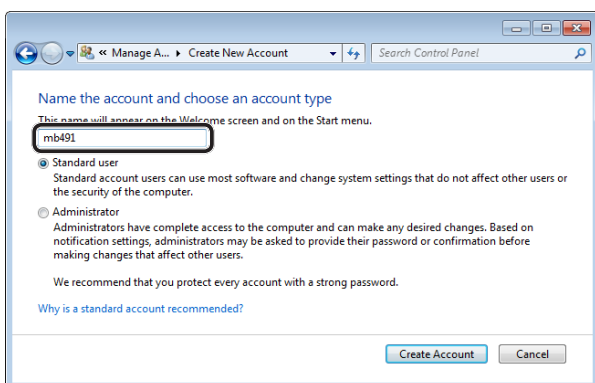 « Manage A... ▸ Create New Account Search Control Panel
Name the account and choose an account type
This name will appear on the Welcome screen and on the Start menu.
mb491
Standard user
Standard account users can use most software and change system settings that do not affect other users or
the security of the computer.
Administrator
Administrators have complete access to the computer and can make any desired changes. Based on
notification settings, administrators may be asked to provide their password or confirmation before
making changes that affect other users.
We recommend that you protect every account with a strong password.
Why is a standard account recommended?
Create Account Cancel